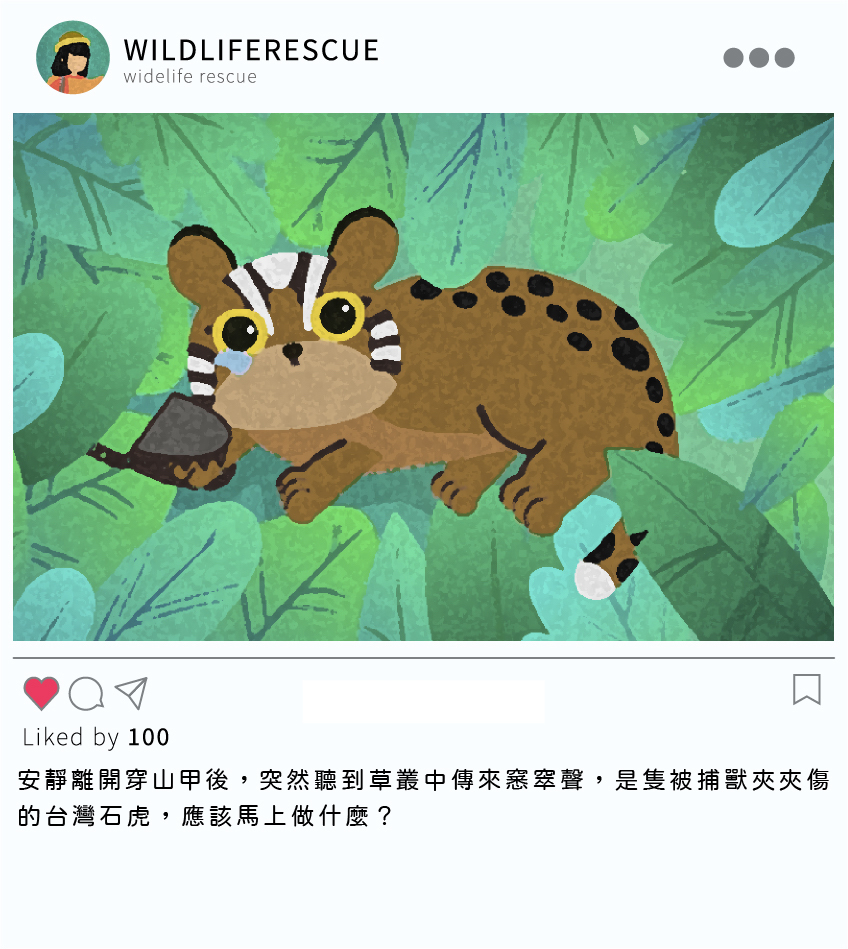 WILDLIFERESCUE
widelife rescue
Liked by 100
安靜離開穿山甲後，突然聽到草叢中傳來窸窣聲，是隻被捕獸夾夾傷
的台灣石虎，應該馬上做什麼？